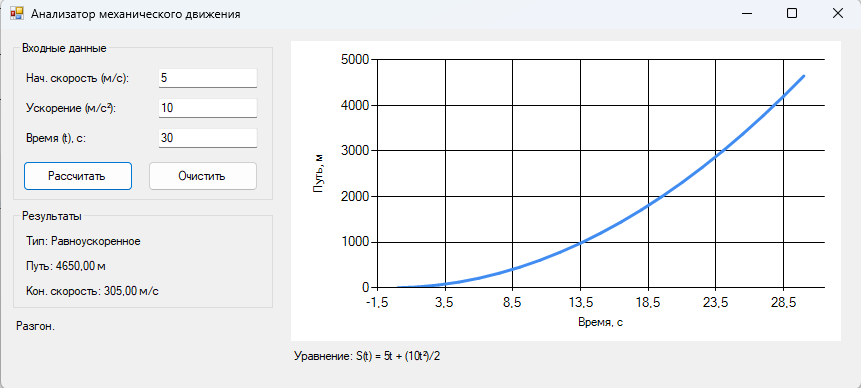 Анализатор механического движения
Входные данные
Нач. скорость (м/с): 5
Ускорение (м/с²): 10
Время (t), с: 30
Рассчитать Очистить
Результаты
Тип: Равноускоренное
Путь: 4650,00 м
Кон. скорость: 305,00 м/с
Разгон.
Путь, м
5000
4000
3000
2000
1000
0
-1,5 3,5 8,5 13,5 18,5 23,5 28,5
Время, с
Уравнение: S(t) = 5t + (10t²)/2